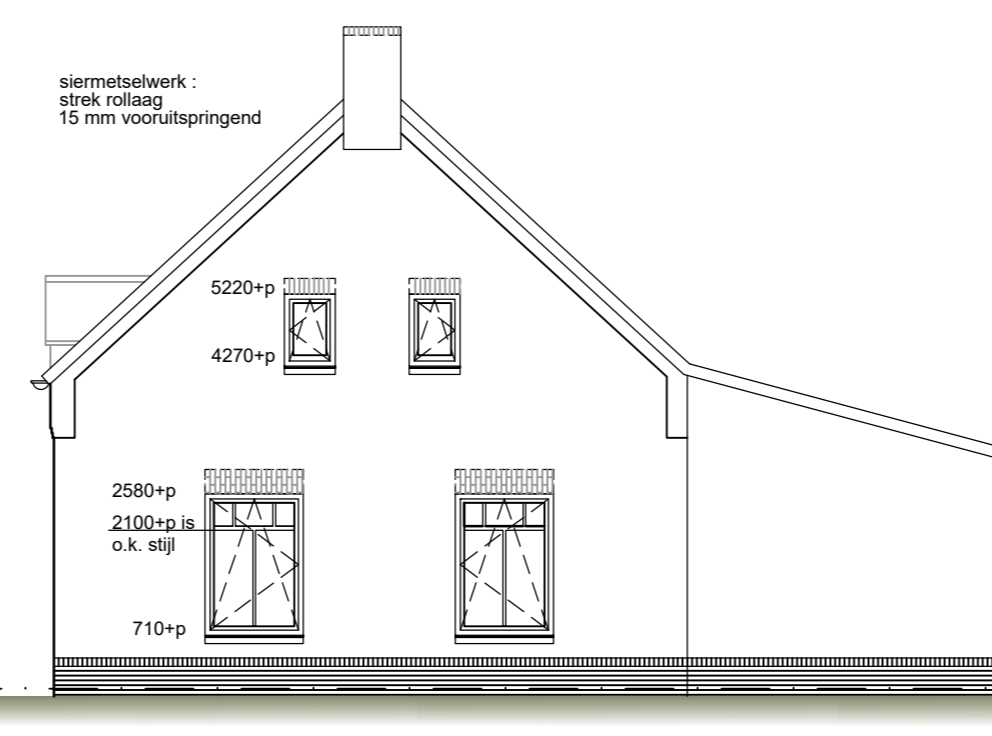 siermetselwerk :
strek rollaag
15 mm vooruitspringend
5220+p
4270+p
2580+p
2100+p is
o.k. stijl
710+p